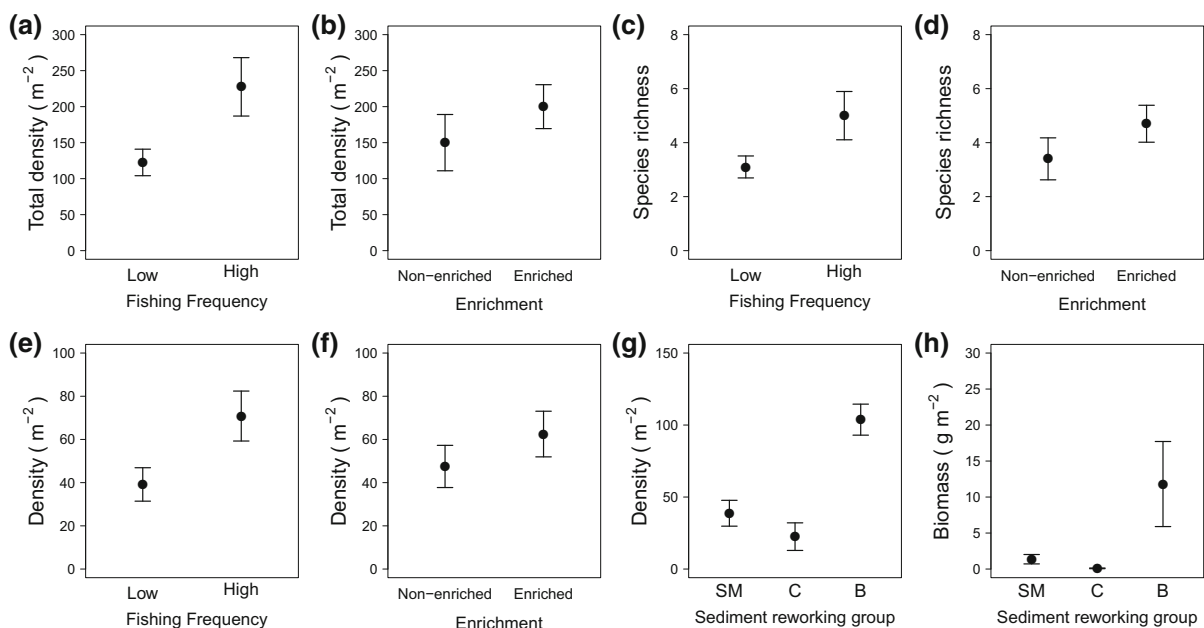 (a)
Total density ( m−2 )
300
250
200
150
100
50
0
Low
High
Fishing Frequency
(b)
Total density ( m−2 )
300
250
200
150
100
50
0
Non−enriched
Enriched
Enrichment
(c)
Species richness
8
6
4
2
0
Low
High
Fishing Frequency
(d)
Species richness
8
6
4
2
0
Non−enriched
Enriched
Enrichment
(e)
Density ( m−2 )
100
80
60
40
20
0
Low
High
Fishing Frequency
(f)
Density ( m−2 )
100
80
60
40
20
0
Non−enriched
Enriched
Enrichment
(g)
Density ( m−2 )
150
100
50
0
SM
C
B
Sediment reworking group
(h)
Biomass ( g m−2 )
30
25
20
15
10
5
0
SM
C
B
Sediment reworking group